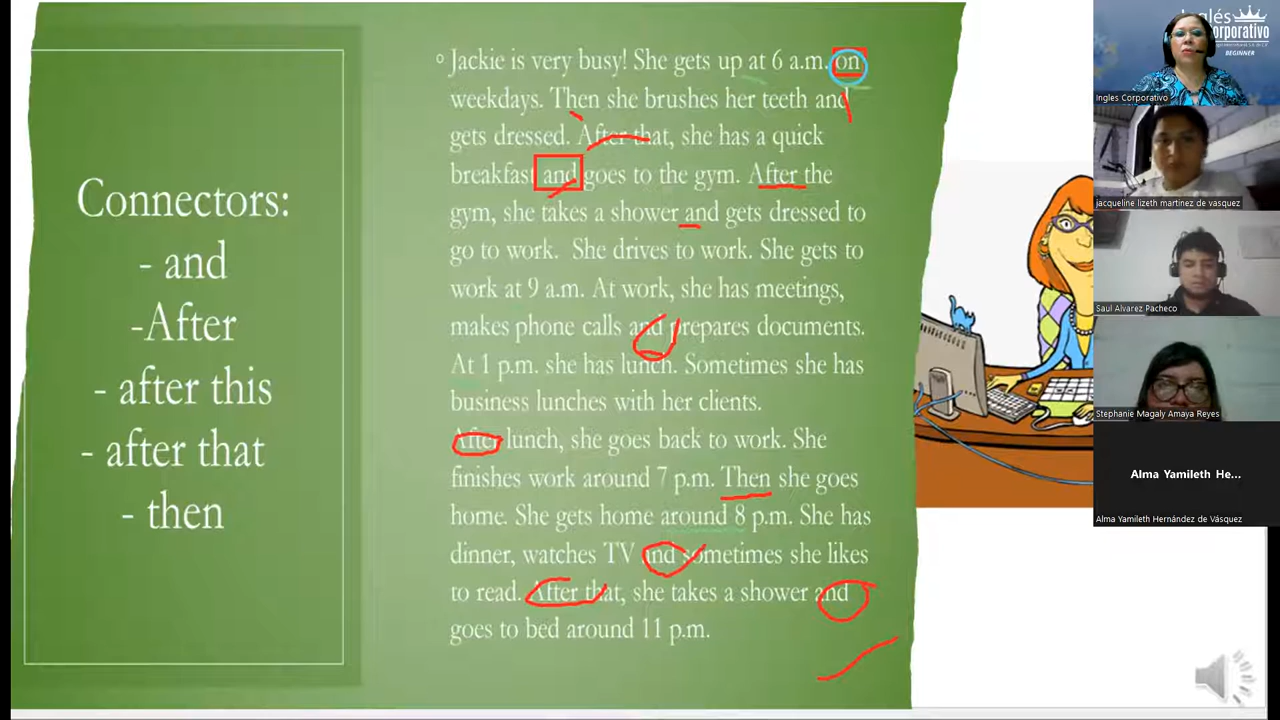 Connectors:
- and
-After
- after this
- after that
- then
Jackie is very busy! She gets up at 6 a.m. on
weekdays. Then she brushes her teeth and
gets dressed. After that, she has a quick
breakfast and goes to the gym. After the
gym, she takes a shower and gets dressed to
go to work. She drives to work. She gets to
work at 9 a.m. At work, she has meetings,
makes phone calls and prepares documents.
At 1 p.m. she has lunch. Sometimes she has
business lunches with her clients.
After lunch, she goes back to work. She
finishes work around 7 p.m. Then she goes
home. She gets home around 8 p.m. She has
dinner, watches TV and sometimes she likes
to read. After that, she takes a shower and
goes to bed around 11 p.m.
Inglés
BEGINNER
Ingles Corporativo
jacqueline lizeth martinez de vasquez
Saul Alvarez Pacheco
Stephanie Magaly Amaya Reyes
Alma Yamileth He...
Alma Yamileth Hernández de Vásquez